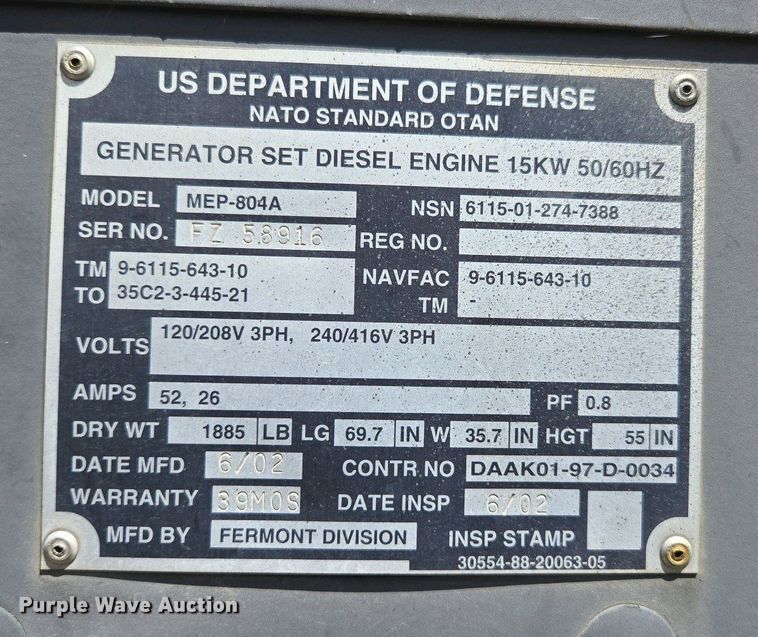 US DEPARTMENT OF DEFENSE
NATO STANDARD OTAN
GENERATOR SET DIESEL ENGINE 15KW 50/60HZ
MODEL MEP-804A NSN 6115-01-274-7388
SER NO. FZ 58916 REG NO.
TM 9-6115-643-10 NAVFAC 9-6115-643-10
TO 35C2-3-445-21 TM -
VOLTS 120/208V 3PH, 240/416V 3PH
AMPS 52, 26 PF 0.8
DRY WT 1885 LB LG 69.7 IN W 35.7 IN HGT 55 IN
DATE MFD 6/02 CONTR NO DAAK01-97-D-0034
WARRANTY 39MOS DATE INSP 6/02
MFD BY FERMONT DIVISION INSP STAMP
30554-88-20063-05
Purple Wave Auction